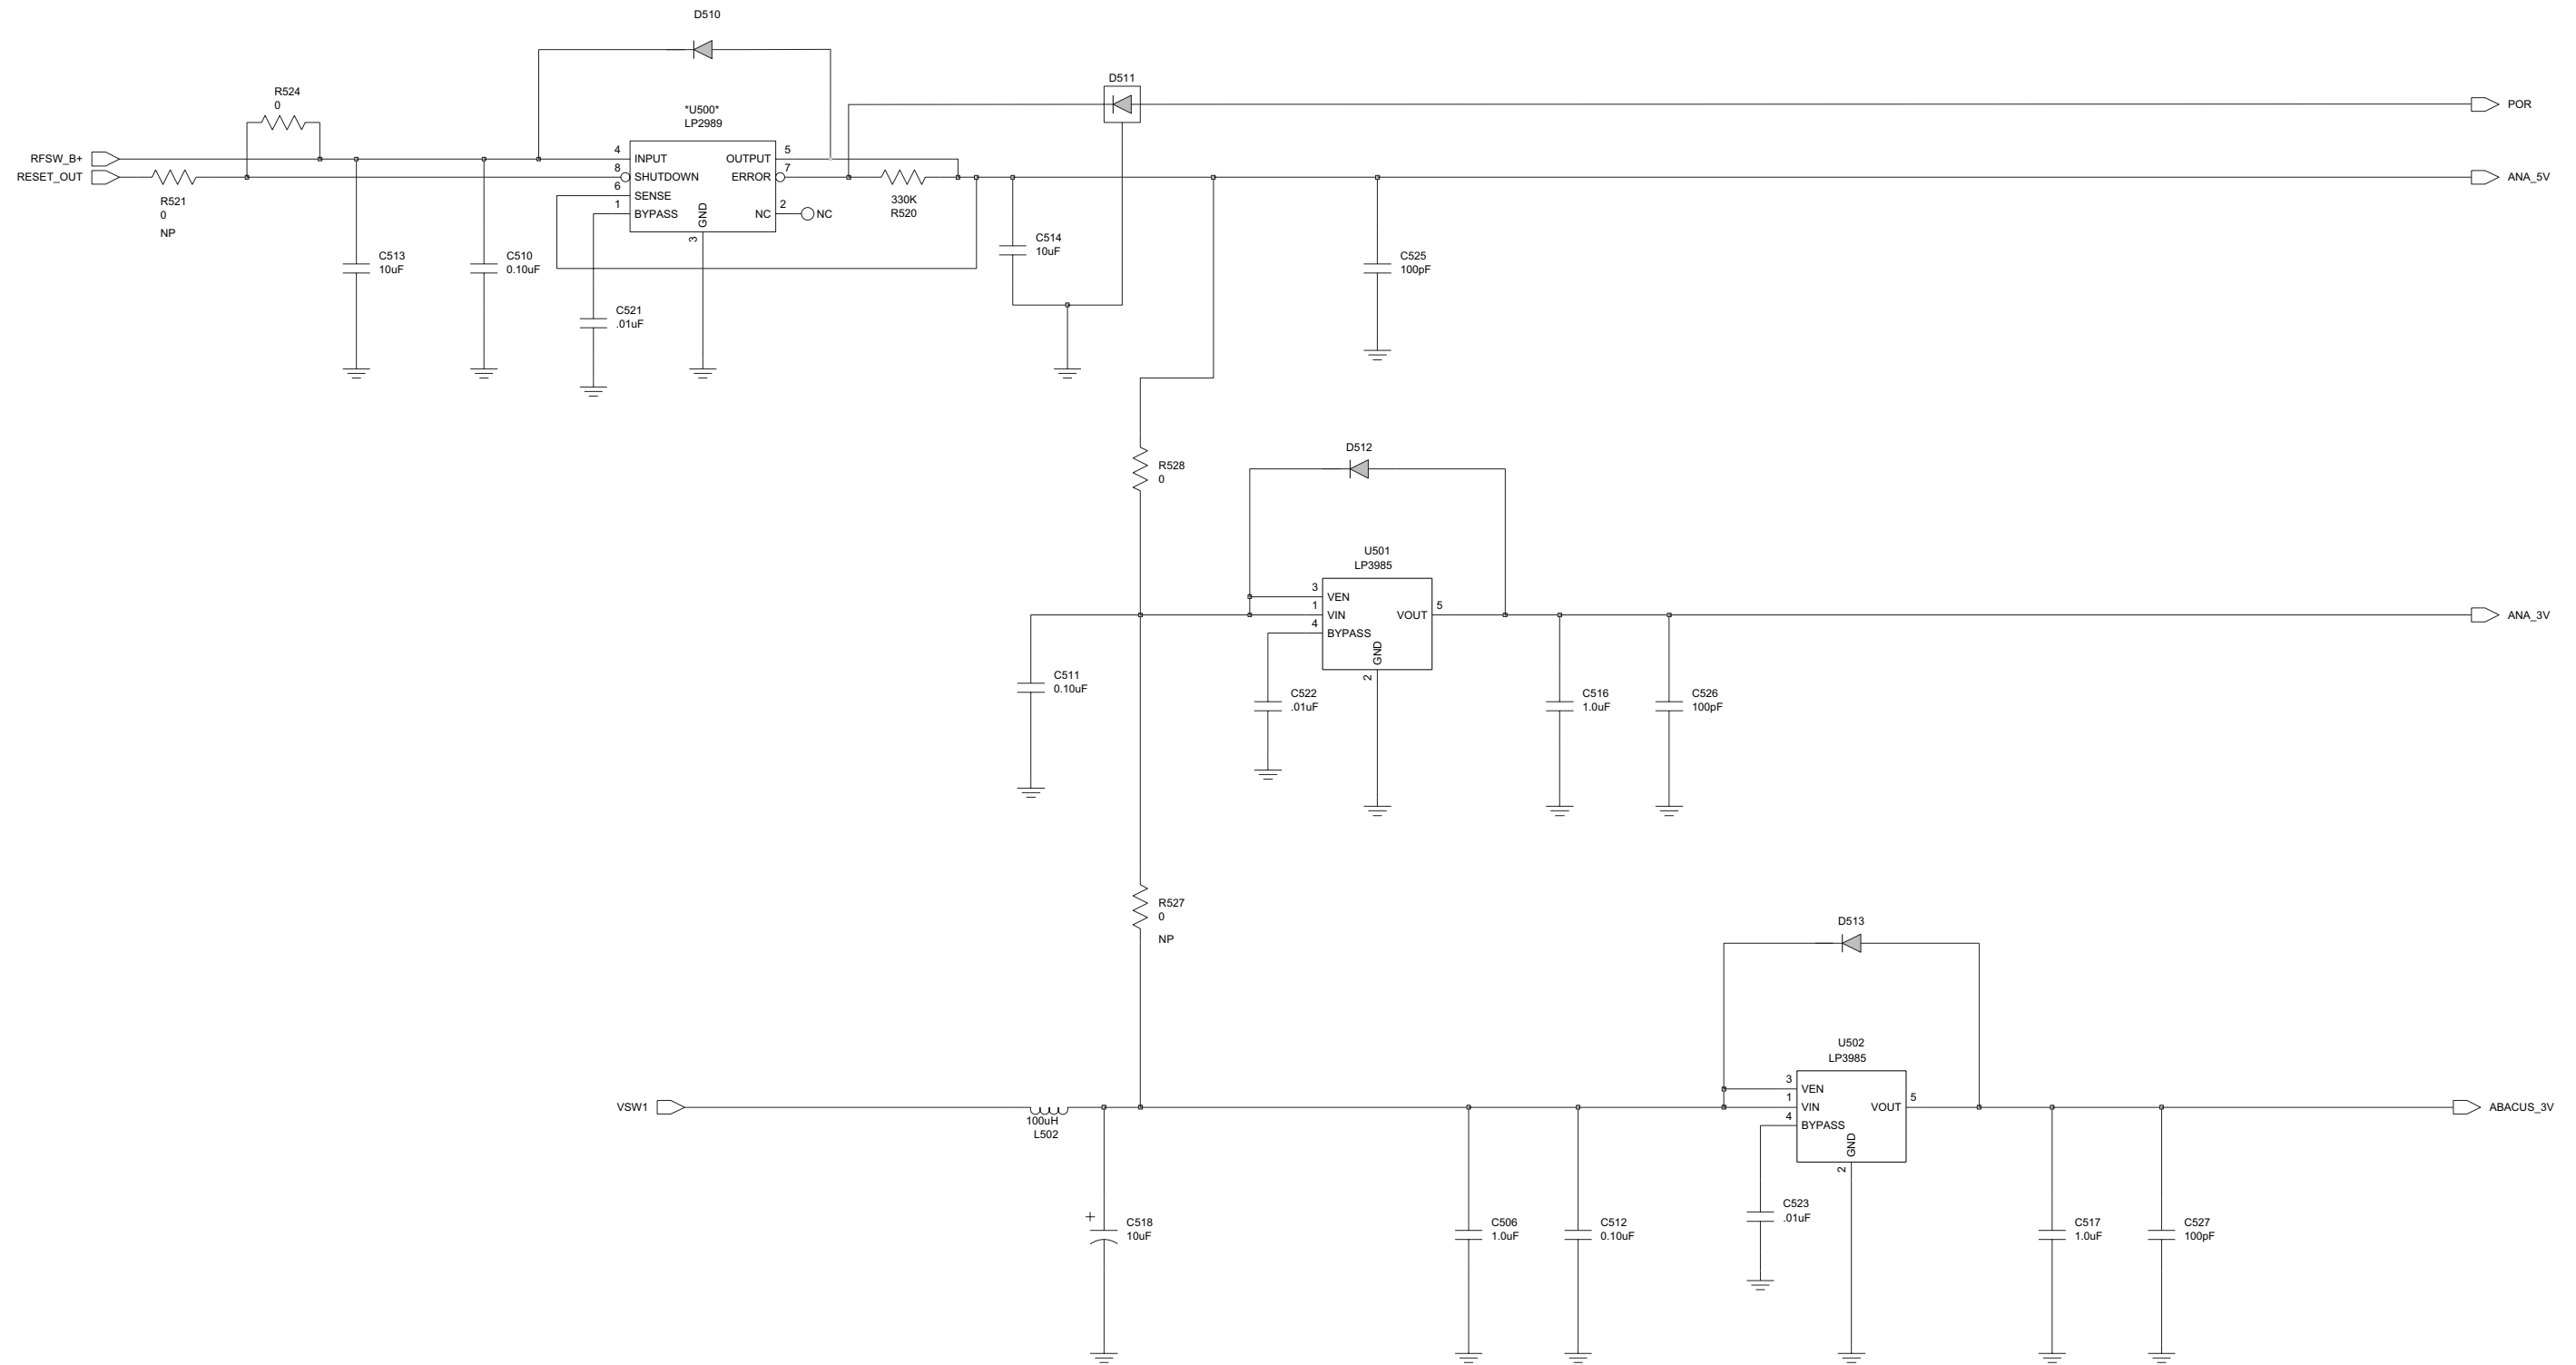 D510
D511
R524
0
*U500*
LP2989
POR
RFSW_B+
4
INPUT
OUTPUT
5
RESET_OUT
8
SHUTDOWN
ERROR
7
ANA_5V
6
SENSE
R521
0
NP
1
BYPASS
GND
NC
2
NC
330K
R520
3
C513
10uF
C510
0.10uF
C514
10uF
C525
100pF
C521
.01uF
R528
0
D512
U501
LP3985
3
VEN
1
VIN
VOUT
5
ANA_3V
4
BYPASS
GND
2
C511
0.10uF
C522
.01uF
C516
1.0uF
C526
100pF
R527
0
NP
D513
U502
LP3985
3
VEN
VSW1
100uH
L502
1
VIN
VOUT
5
ABACUS_3V
4
BYPASS
GND
2
C523
.01uF
+
C518
10uF
C506
1.0uF
C512
0.10uF
C517
1.0uF
C527
100pF